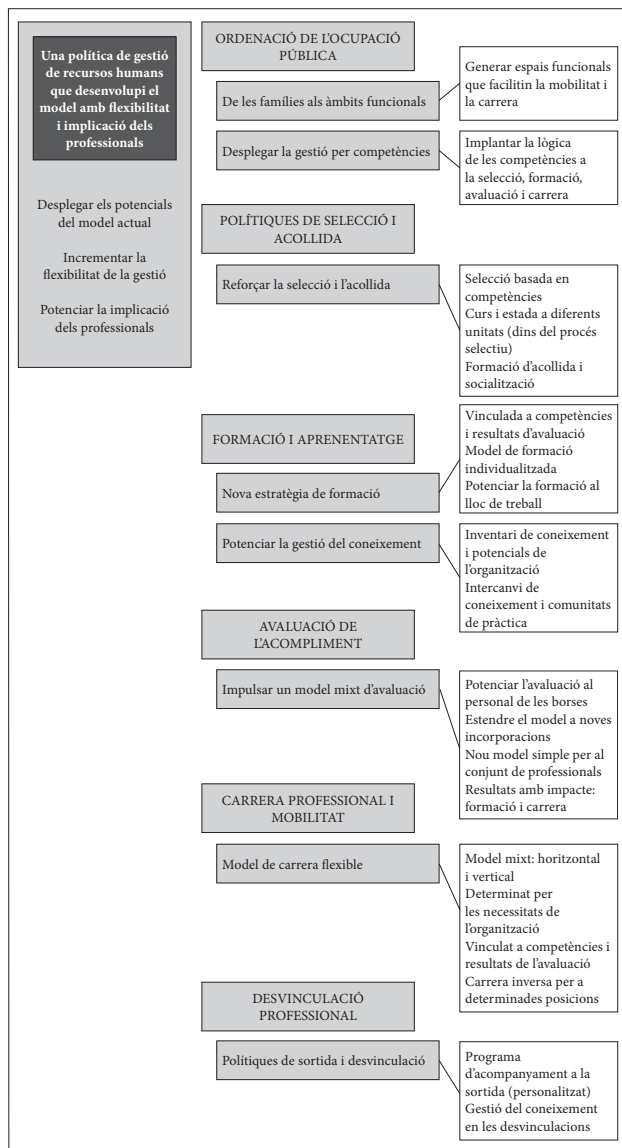 Una política de gestió
de recursos humans
que desenvolupi el
model amb flexibilitat
i implicació dels
professionals
Desplegar els potencials
del model actual
Incrementar la
flexibilitat de la gestió
Potenciar la implicació
dels professionals
ORDENACIÓ DE L'OCUPACIÓ
PÚBLICA
De les famílies als àmbits funcionals
Generar espais funcionals
que facilitin la mobilitat i
la carrera
Desplegar la gestió per competències
Implantar la lògica
de les competències a
la selecció, formació,
avaluació i carrera
POLÍTIQUES DE SELECCIÓ I
ACOLLIDA
Reforçar la selecció i l'acollida
Selecció basada en
competències
Curs i estada a diferents
unitats (dins del procés
selectiu)
Formació d'acollida i
socialització
FORMACIÓ I APRENENTATGE
Nova estratègia de formació
Vinculada a competències
i resultats d'avaluació
Model de formació
individualitzada
Potenciar la formació al
lloc de treball
Potenciar la gestió del coneixement
Inventari de coneixement
i potencials de
l'organització
Intercanvi de
coneixement i comunitats
de pràctica
AVALUACIÓ DE
L'ACOMPLIMENT
Impulsar un model mixt d'avaluació
Potenciar l'avaluació al
personal de les borses
Estendre el model a noves
incorporacions
Nou model simple per al
conjunt de professionals
Resultats amb impacte:
formació i carrera
CARRERA PROFESSIONAL I
MOBILITAT
Model de carrera flexible
Model mixt: horitzontal
i vertical
Determinat per
les necessitats de
l'organització
Vinculat a competències i
resultats de l'avaluació
Carrera inversa per a
determinades posicions
DESVINCULACIÓ
PROFESSIONAL
Polítiques de sortida i desvinculació
Programa
d'acompanyament a la
sortida (personalitzat)
Gestió del coneixement
en les desvinculacions